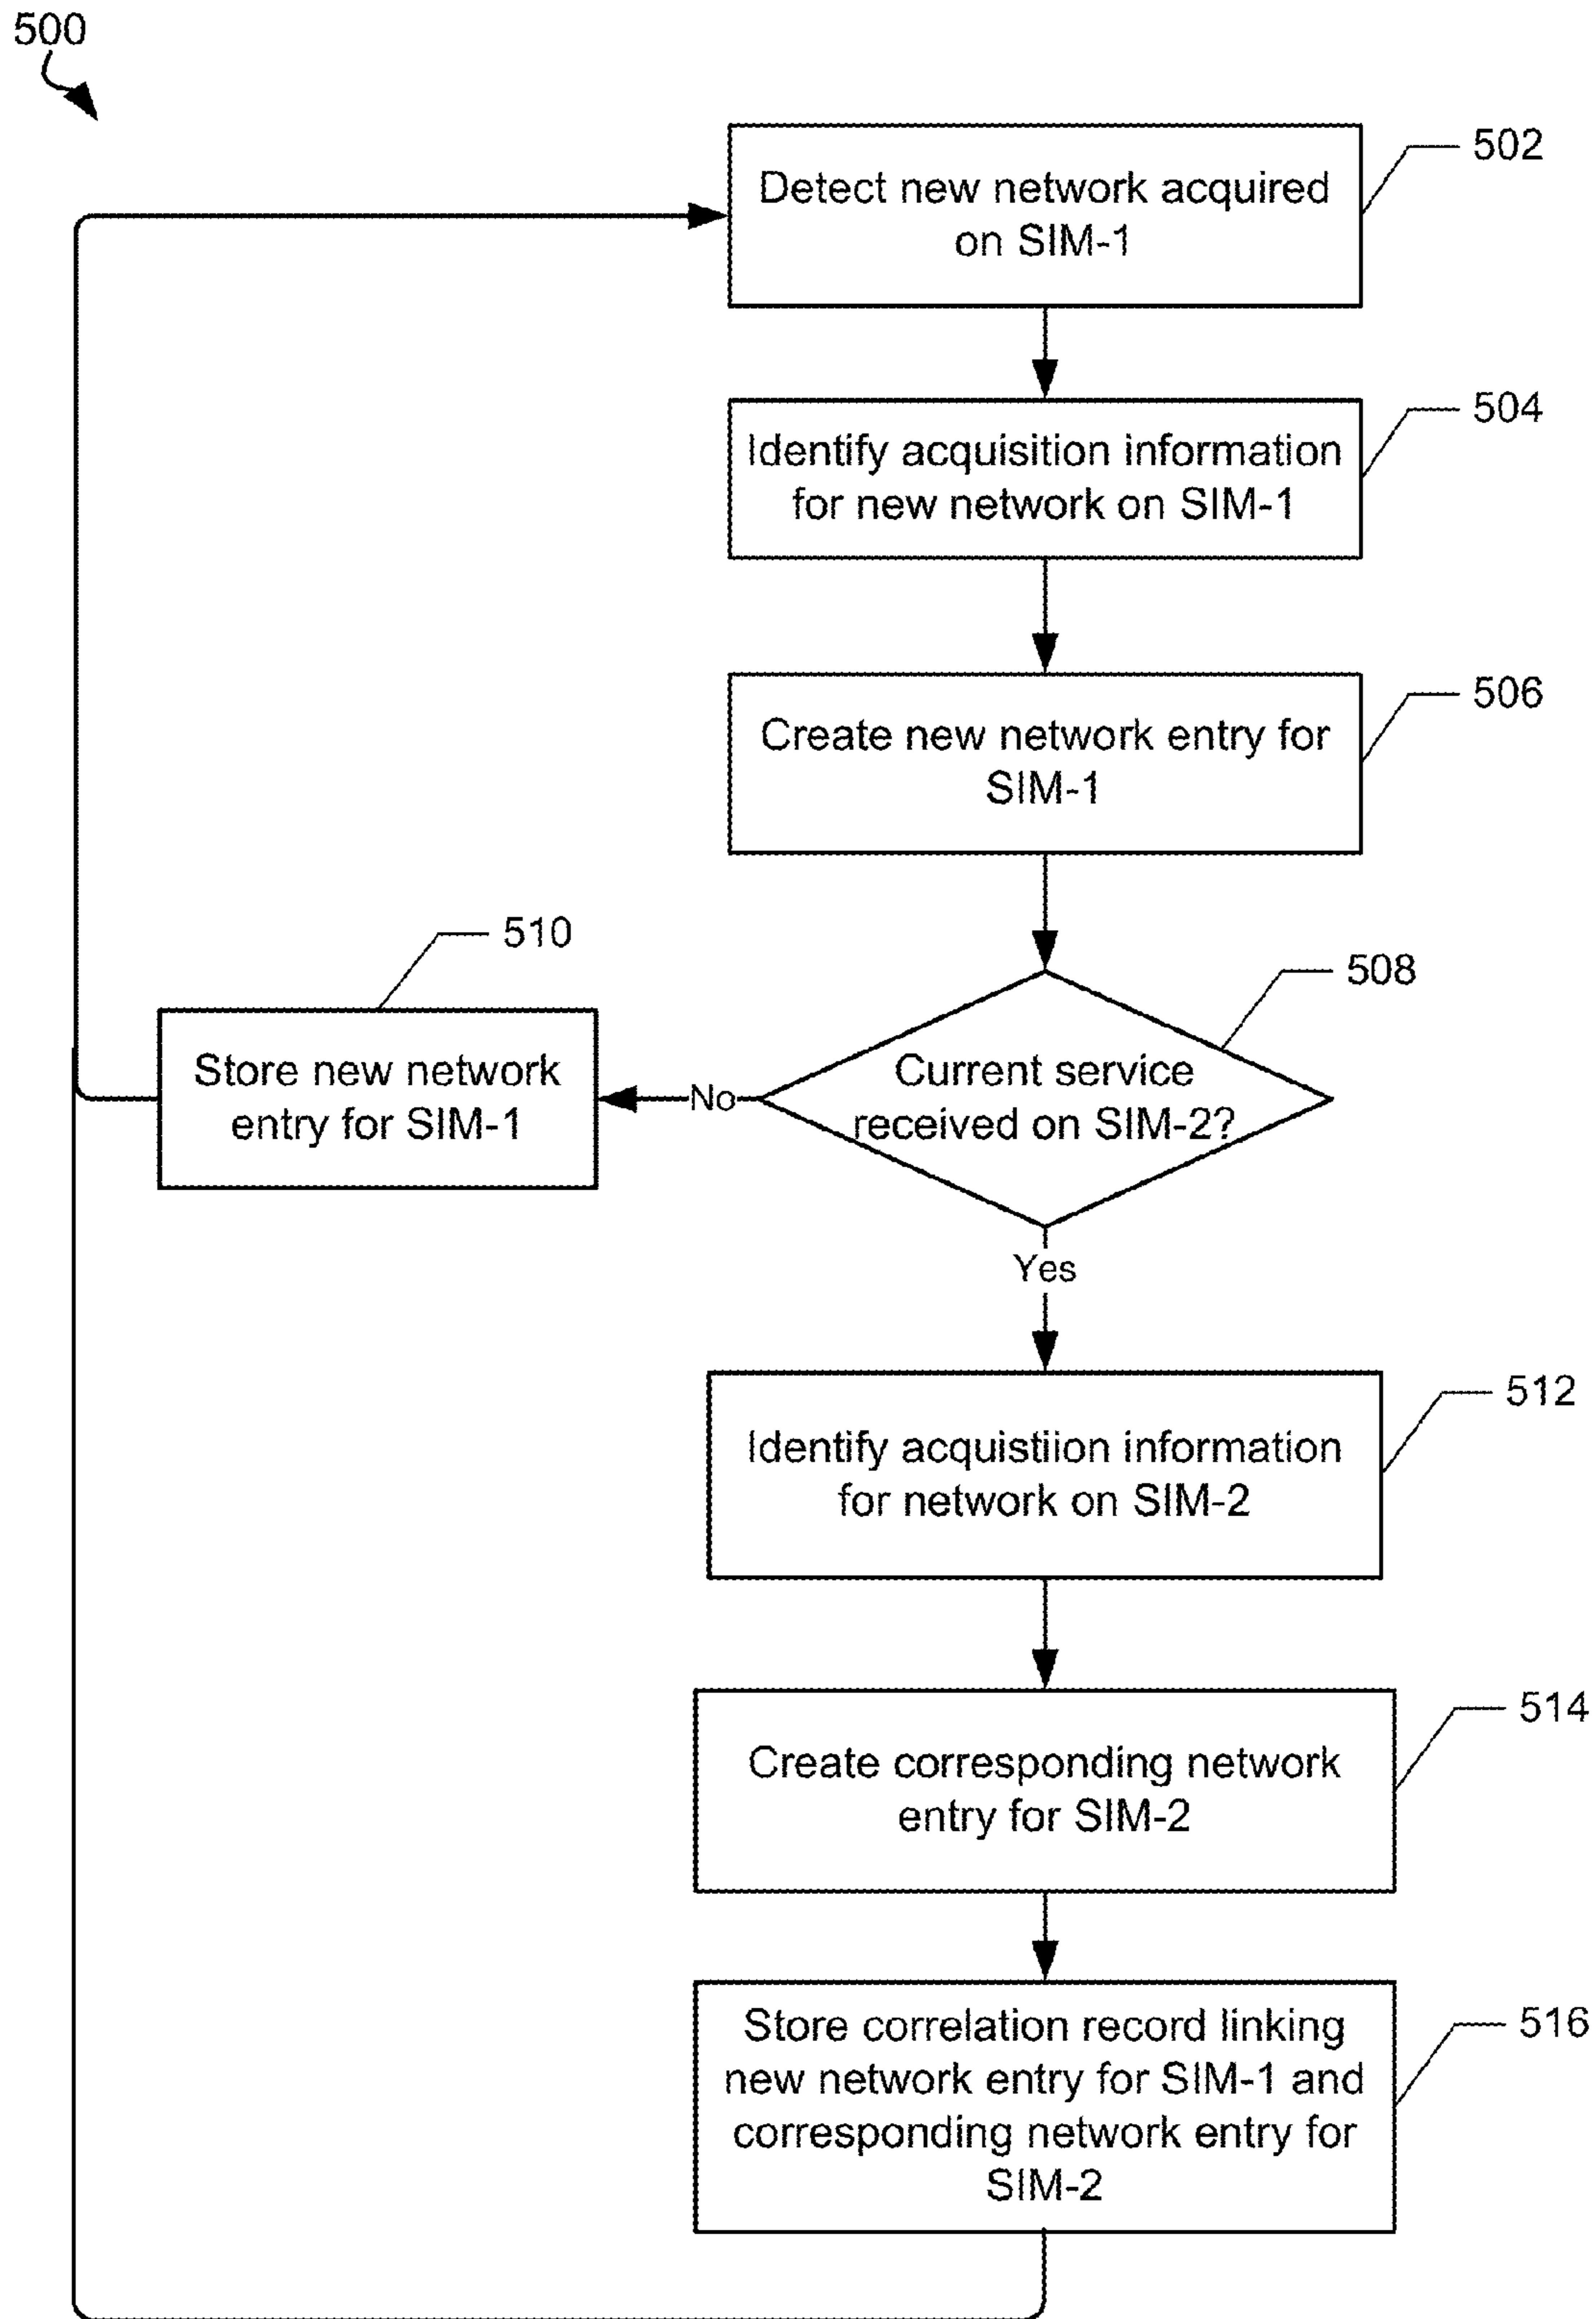 500
502
Detect new network acquired
on SIM-1
504
Identify acquisition information
for new network on SIM-1
506
Create new network entry for
SIM-1
510
508
Store new network
entry for SIM-1
No
Current service
received on SIM-2?
Yes
512
Identify acquistiion information
for network on SIM-2
514
Create corresponding network
entry for SIM-2
516
Store correlation record linking
new network entry for SIM-1 and
corresponding network entry for
SIM-2